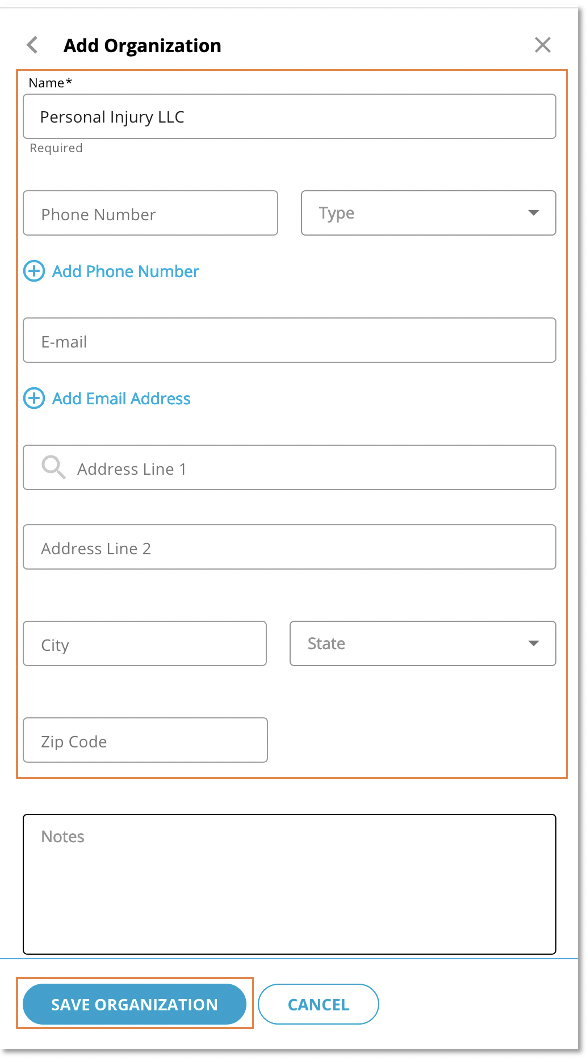 Add Organization
Name*
Personal Injury LLC
Required
Phone Number
Type
Add Phone Number
E-mail
Add Email Address
Address Line 1
Address Line 2
City
State
Zip Code
Notes
SAVE ORGANIZATION
CANCEL